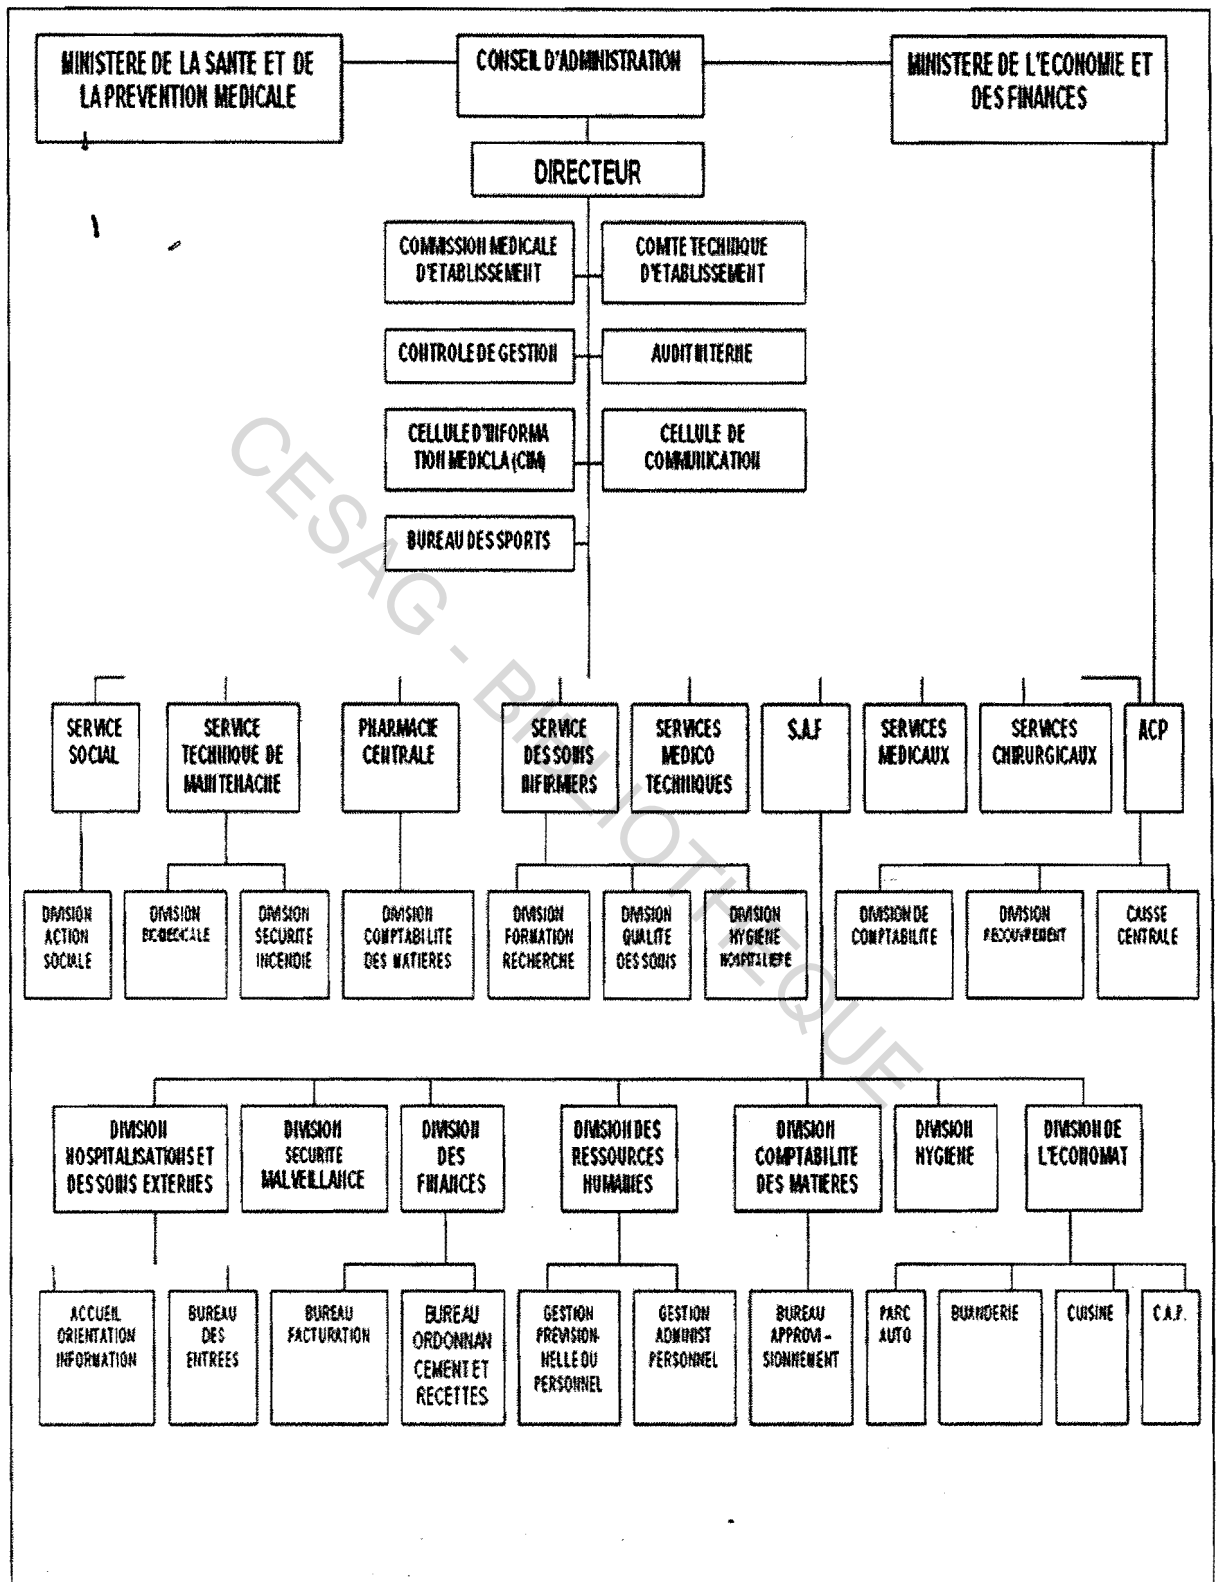 MINISTERE DE LA SANTE ET DE
LA PREVENTION MEDICALE
CONSEIL D'ADMINISTRATION
MINISTERE DE L'ECONOMIE ET
DES FINANCES
DIRECTEUR
COMMISSION MEDICALE
D'ETABLISSEMENT
COMITE TECHNIQUE
D'ETABLISSEMENT
CONTROLE DE GESTION
AUDIT INTERNE
CELLULE D'INFORMA
TION MEDICLA (CIM)
CELLULE DE
COMMUNICATION
BUREAU DES SPORTS
SERVICE
SOCIAL
SERVICE
TECHNIQUE DE
MAINTENACNE
PHARMACIE
CENTRALE
SERVICE
DES SOINS
INFIRMIERS
SERVICES
MEDICO
TECHNIQUES
S.A.F
SERVICES
MEDICAUX
SERVICES
CHIRURGICAUX
ACP
DIVISION
ACTION
SOCIALE
DIVISION
BIOMEDICALE
DIVISION
SECURITE
INCENDIE
DIVISION
COMPTABILITE
DES MATIERES
DIVISION
FORMATION
RECHERCHE
DIVISION
QUALITE
DES SOINS
DIVISION
HYGIENE
HOSPITALIERE
DIVISION DE
COMPTABILITE
DIVISION
RECOUVREMENT
CAISSE
CENTRALE
DIVISION
HOSPITALISATIONS ET
DES SOINS EXTERNES
DIVISION
SECURITE
MALVEILLANCE
DIVISION
DES
FINANCES
DIVISION DES
RESSOURCES
HUMAINES
DIVISION
COMPTABILITE
DES MATIERES
DIVISION
HYGIENE
DIVISION DE
L'ECONOMAT
ACCUEIL
ORIENTATION
INFORMATION
BUREAU
DES
ENTREES
BUREAU
FACTURATION
BUREAU
ORDONNAN
CEMENT ET
RECETTES
GESTION
PREVISION-
NELLE DU
PERSONNEL
GESTION
ADMINIST
PERSONNEL
BUREAU
APPROVI -
SIONNEMENT
PARC
AUTO
BUANDERIE
CUISINE
C.A.P.
CESAG - BIBLIOTHEQUE